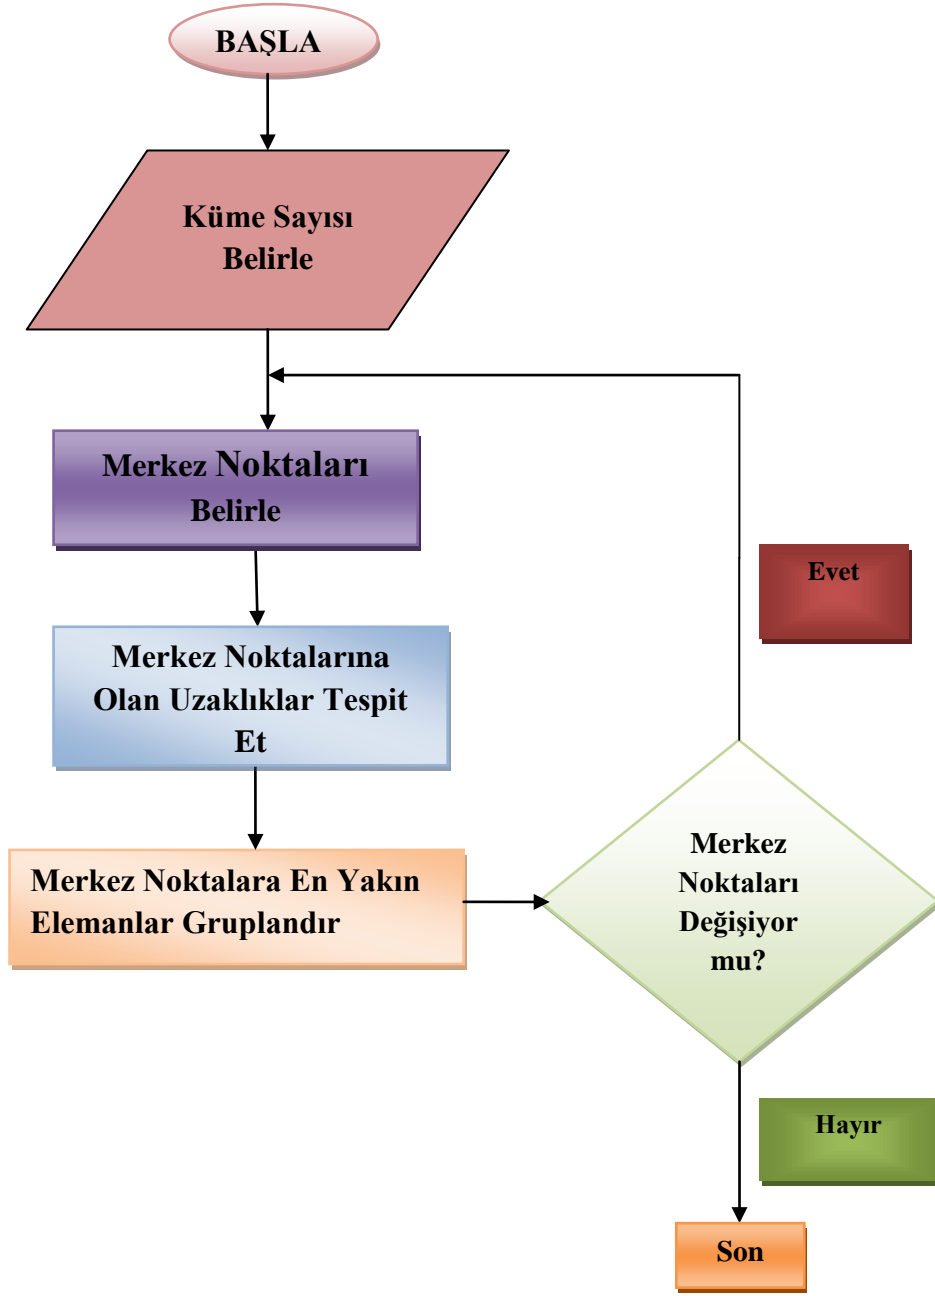 BAŞLA
Küme Sayısı
Belirle
Merkez Noktaları
Belirle
Evet
Merkez Noktalarına
Olan Uzaklıklar Tespit
Et
Merkez Noktalara En Yakın
Elemanlar Gruplandır
Merkez
Noktaları
Değişiyor
mu?
Hayır
Son